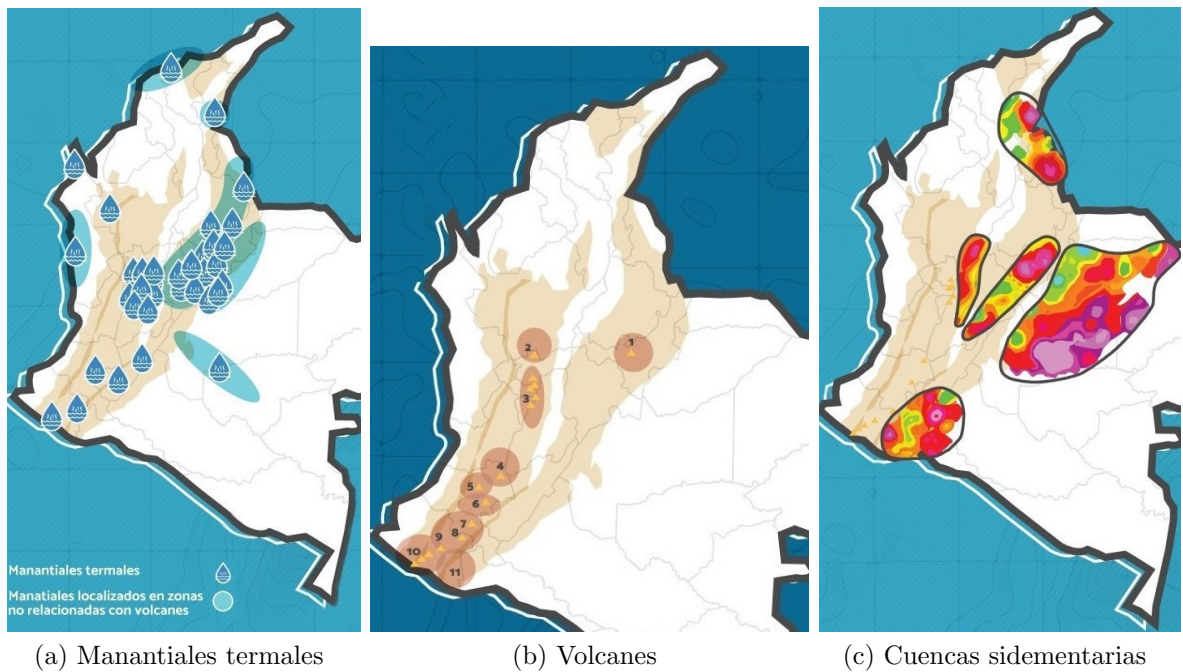 Manantiales termales
Manatiales localizados en zonas
no relacionadas con volcanes
1
2
3
4
5
6
7
8
9
10
11
(a) Manantiales termales
(b) Volcanes
(c) Cuencas sidementarias